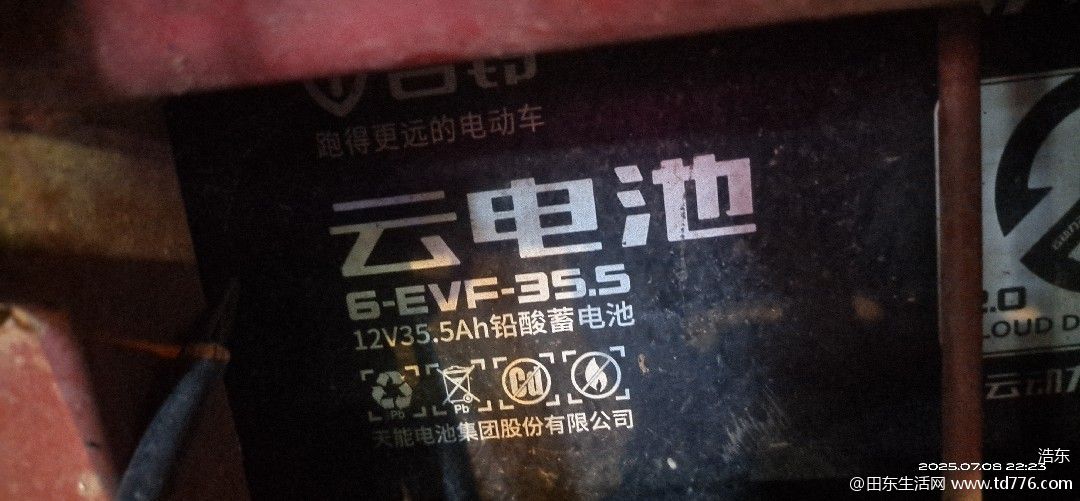 台铃
跑得更远的电动车
云电池
6-EVF-35.5
12V35.5Ah铅酸蓄电池
Pb
Pb
Cd
天能电池集团股份有限公司
2.0
LOUD D
云动力
浩东
2025.07.08 22:23
@田东生活网 www.td776.com